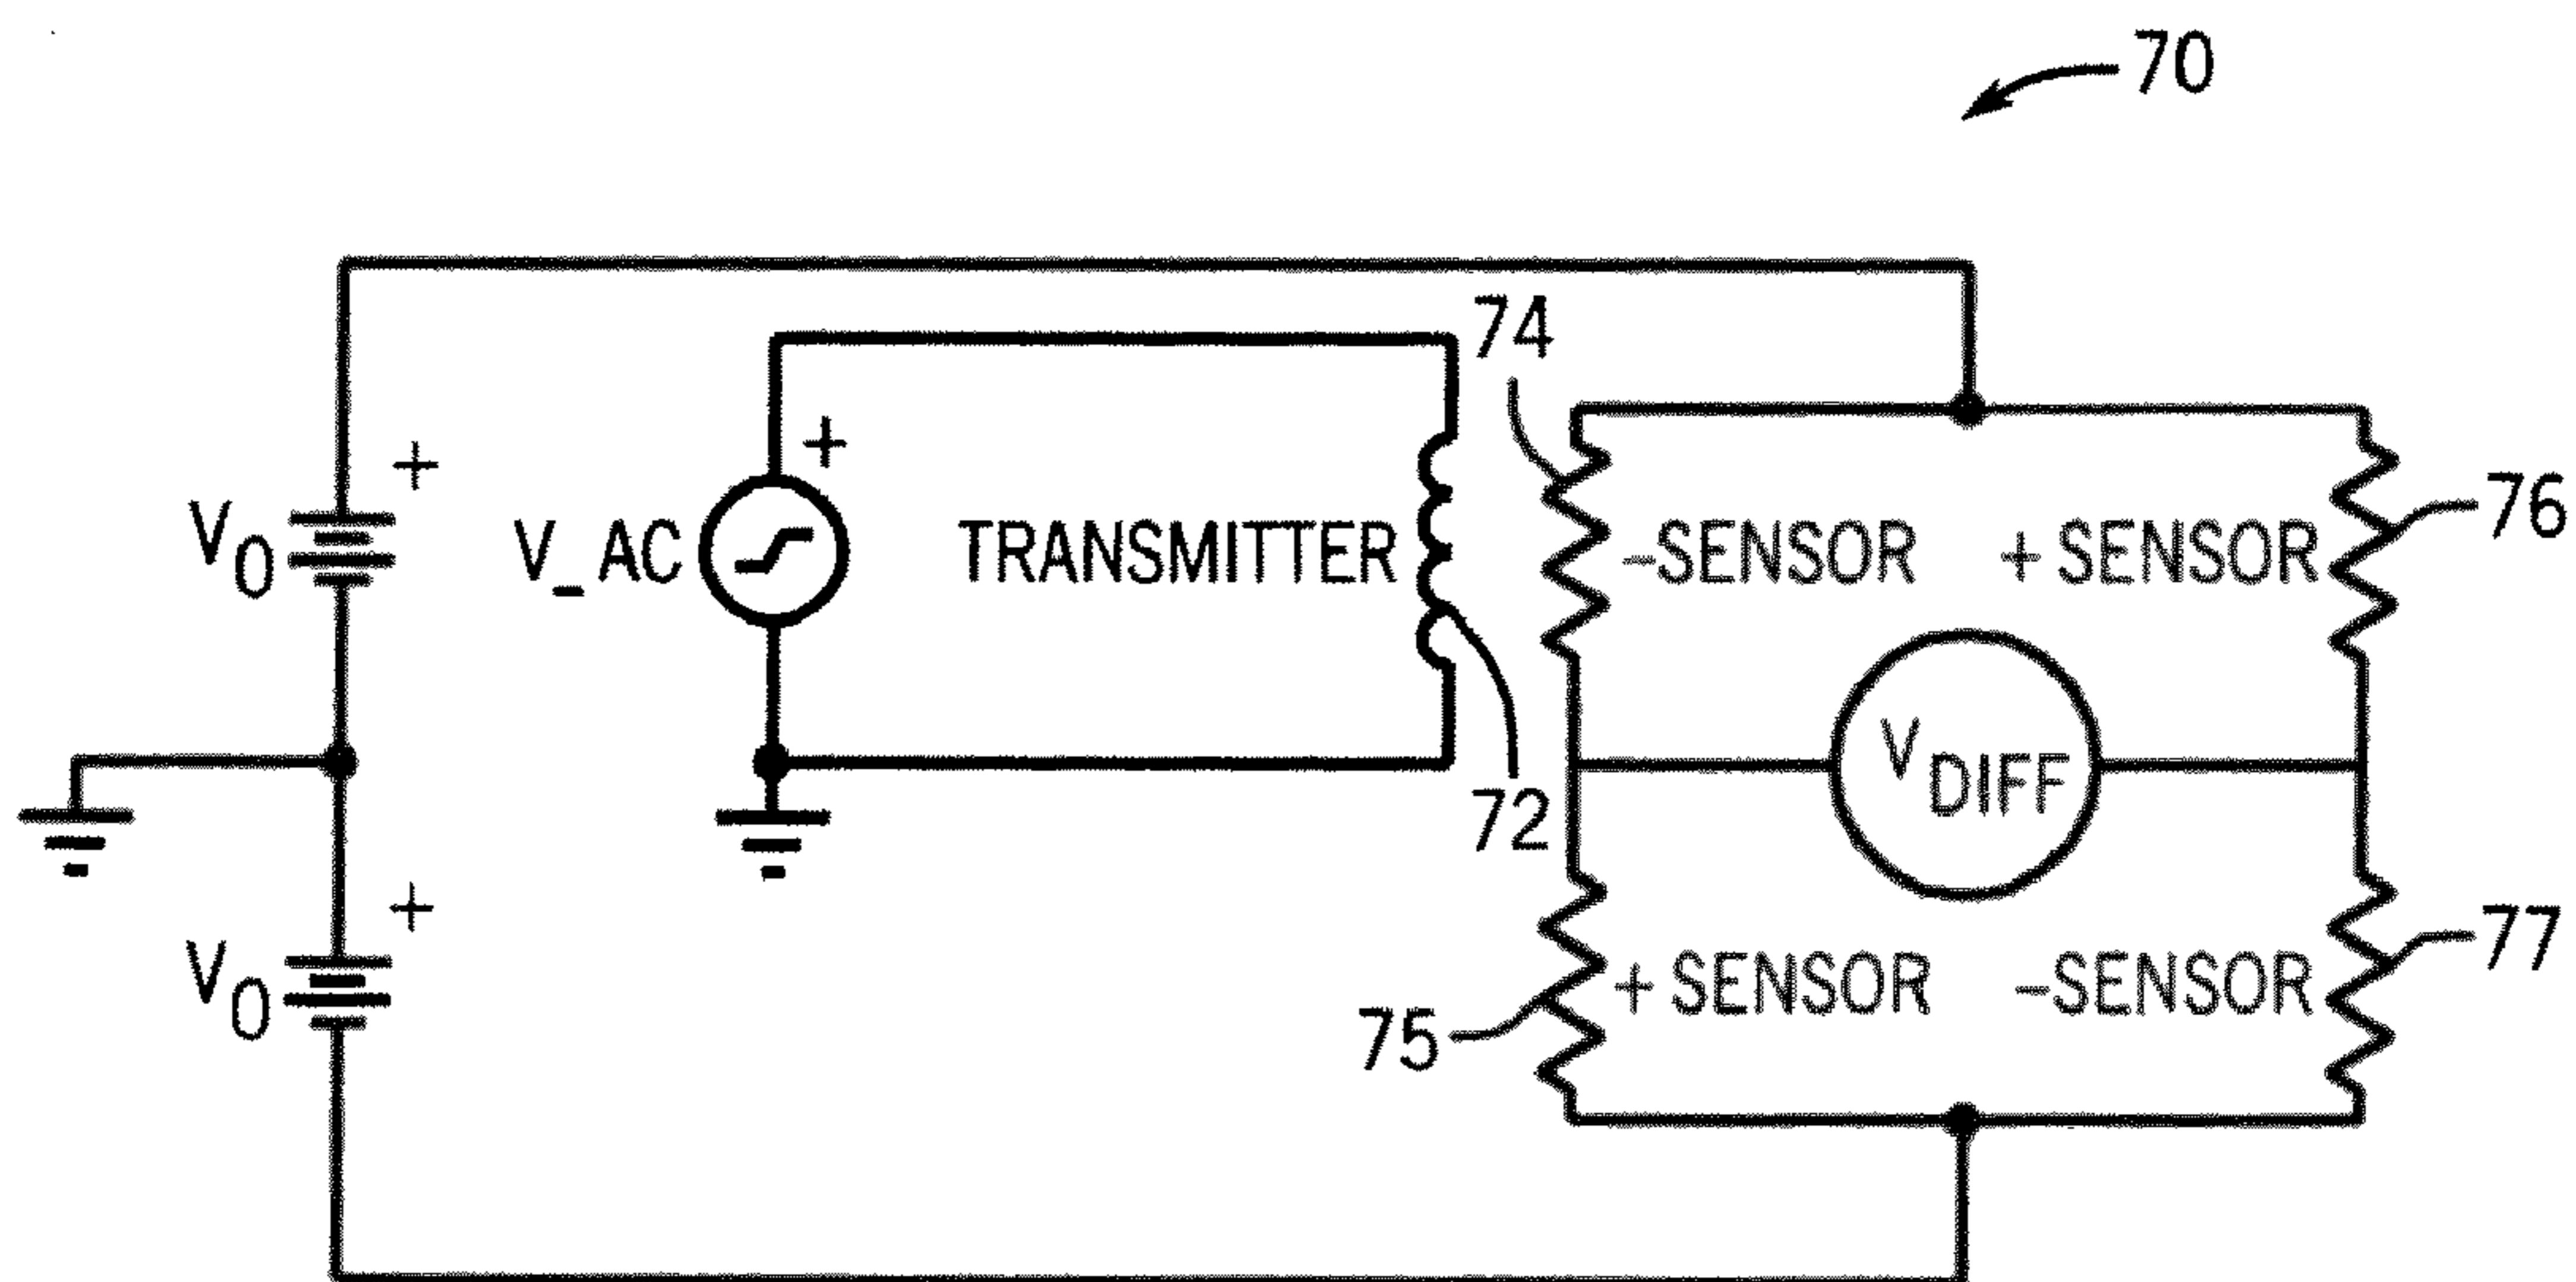 70
74
+
+
V0
V_AC
TRANSMITTER
-SENSOR
+ SENSOR
76
VDIFF
72
+
V0
75
+ SENSOR
-SENSOR
77